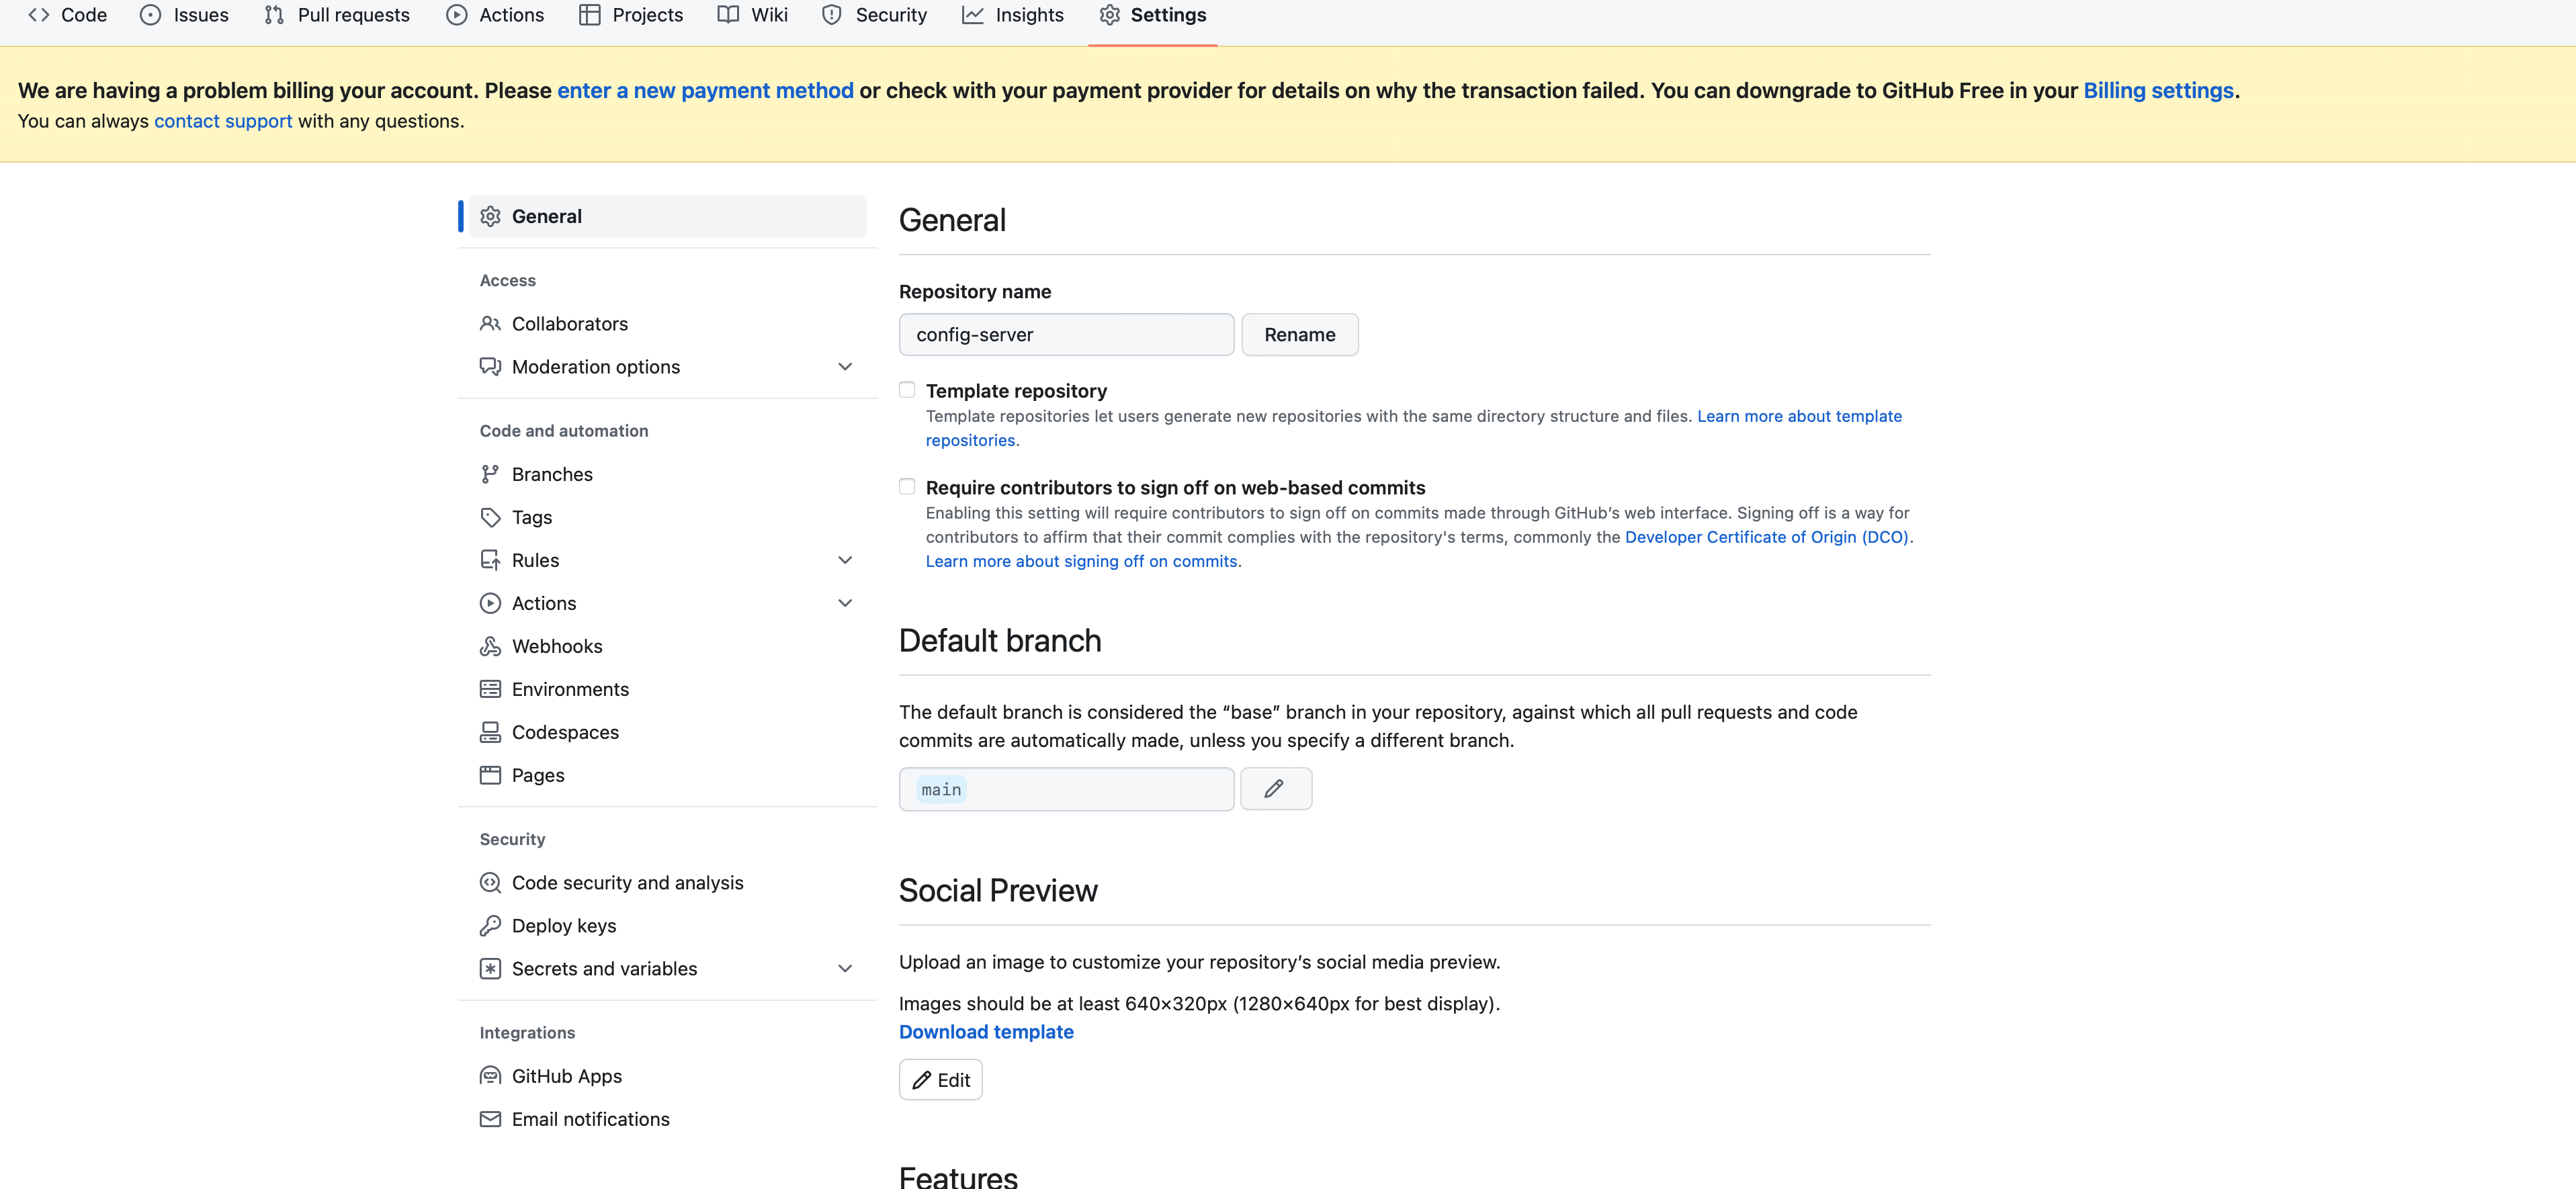 Code Issues Pull requests Actions Projects Wiki Security Insights Settings
We are having a problem billing your account. Please enter a new payment method or check with your payment provider for details on why the transaction failed. You can downgrade to GitHub Free in your Billing settings.
You can always contact support with any questions.
General
Access
Collaborators
Moderation options
Code and automation
Branches
Tags
Rules
Actions
Webhooks
Environments
Codespaces
Pages
Security
Code security and analysis
Deploy keys
Secrets and variables
Integrations
GitHub Apps
Email notifications
General
Repository name
config-server Rename
Template repository
Template repositories let users generate new repositories with the same directory structure and files. Learn more about template
repositories.
Require contributors to sign off on web-based commits
Enabling this setting will require contributors to sign off on commits made through GitHub’s web interface. Signing off is a way for
contributors to affirm that their commit complies with the repository's terms, commonly the Developer Certificate of Origin (DCO).
Learn more about signing off on commits.
Default branch
The default branch is considered the “base” branch in your repository, against which all pull requests and code
commits are automatically made, unless you specify a different branch.
main
Social Preview
Upload an image to customize your repository’s social media preview.
Images should be at least 640×320px (1280×640px for best display).
Download template
Edit
Features